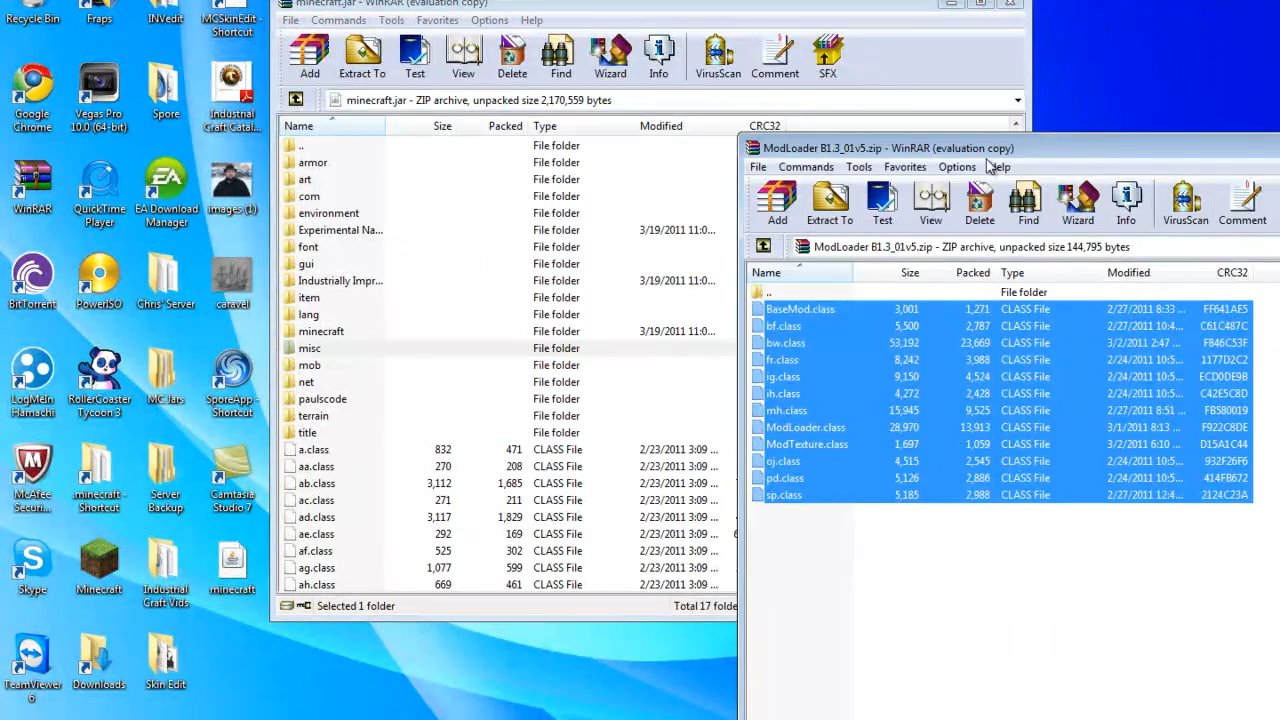 Recycle Bin
Fraps
INVedit
MCSkinEdit - Shortcut
Google Chrome
Vegas Pro 10.0 (64-bit)
Spore
Industrial Craft Catal...
WinRAR
QuickTime Player
EA Download Manager
images (1)
BitTorrent
PowerISO
Chris' Server
caravel
LogMeIn Hamachi
RollerCoaster Tycoon 3
MC Jars
SporeApp - Shortcut
McAfee Securi...
.minecraft - Shortcut
Server Backup
Camtasia Studio 7
Skype
Minecraft
Industrial Craft Vids
minecraft
TeamViewer 6
Downloads
Skin Edit
minecraft.jar - WinRAR (evaluation copy)
File Commands Tools Favorites Options Help
Add Extract To Test View Delete Find Wizard Info VirusScan Comment SFX
minecraft.jar - ZIP archive, unpacked size 2,170,559 bytes
Name Size Packed Type Modified CRC32
.. File folder
armor File folder
art File folder
com File folder
environment File folder
Experimental Na... File folder 3/19/2011 11:0...
font File folder
gui File folder
Industrially Impr... File folder 3/19/2011 11:0...
item File folder
lang File folder
minecraft File folder 3/19/2011 11:0...
misc File folder
mob File folder
net File folder
paulscode File folder
terrain File folder
title File folder
a.class 832 471 CLASS File 2/23/2011 3:09 ...
aa.class 270 208 CLASS File 2/23/2011 3:09 ...
ab.class 3,112 1,685 CLASS File 2/23/2011 3:09 ...
ac.class 271 211 CLASS File 2/23/2011 3:09 ...
ad.class 3,117 1,829 CLASS File 2/23/2011 3:09 ...
ae.class 292 169 CLASS File 2/23/2011 3:09 ...
af.class 525 302 CLASS File 2/23/2011 3:09 ...
ag.class 1,077 599 CLASS File 2/23/2011 3:09 ...
ah.class 669 461 CLASS File 2/23/2011 3:09 ...
Selected 1 folder Total 17 folde
ModLoader B1.3_01v5.zip - WinRAR (evaluation copy)
File Commands Tools Favorites Options Help
Add Extract To Test View Delete Find Wizard Info VirusScan Comment
ModLoader B1.3_01v5.zip - ZIP archive, unpacked size 144,795 bytes
Name Size Packed Type Modified CRC32
.. File folder
BaseMod.class 3,001 1,271 CLASS File 2/27/2011 8:33 ... FF641AE5
bf.class 5,500 2,787 CLASS File 2/27/2011 10:4... C61C487C
bw.class 53,192 23,669 CLASS File 3/2/2011 2:47 ... F846C53F
fr.class 8,242 3,988 CLASS File 2/24/2011 10:5... 1177D2C2
ig.class 9,150 4,524 CLASS File 2/24/2011 10:5... ECD0DE9B
ih.class 4,272 2,428 CLASS File 2/24/2011 10:5... C42E5C8D
mh.class 15,945 9,525 CLASS File 2/27/2011 8:51 ... FB580019
ModLoader.class 28,970 13,913 CLASS File 3/1/2011 8:13 ... F922C8DE
ModTexture.class 1,697 1,059 CLASS File 3/2/2011 6:10 ... D15A1C44
oj.class 4,515 2,545 CLASS File 2/24/2011 10:5... 932F26F6
pd.class 5,126 2,886 CLASS File 2/24/2011 10:5... 414FB672
sp.class 5,185 2,988 CLASS File 2/27/2011 12:4... 2124C23A